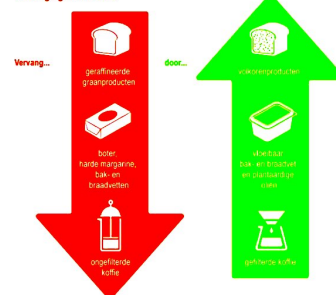 Vervang...
geraffineerde
graanproducten
boter,
harde margarine,
bak- en
braadvetten
ongefilterde
koffie
door...
volkorenproducten
vloeibaar
bak- en braadvet
en plantaardige
oliën
gefilterde koffie